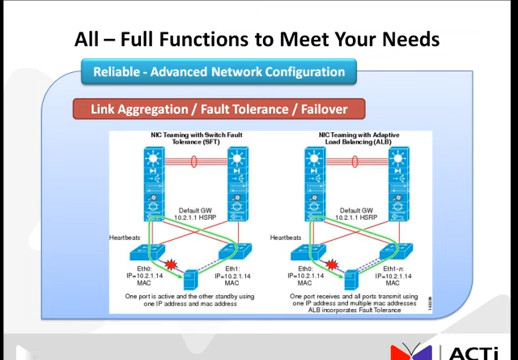 All – Full Functions to Meet Your Needs
Reliable - Advanced Network Configuration
Link Aggregation / Fault Tolerance / Failover
NIC Teaming with Switch Fault
Tolerance (SFT)
Default GW
10.2.1.1 HSRP
Heartbeats
Eth0:
IP=10.2.1.14
MAC
Eth1:
IP=10.2.1.14
MAC
One port is active and the other standby using
one IP address and mac address
NIC Teaming with Adaptive
Load Balancing (ALB)
Default GW
10.2.1.1 HSRP
Heartbeats
Eth0:
IP=10.2.1.14
MAC
Eth1-n:
IP=10.2.1.14
MAC
One port receives and all ports transmit using
one IP address and multiple mac addresses
ALB incorporates Fault Tolerance
ACTi